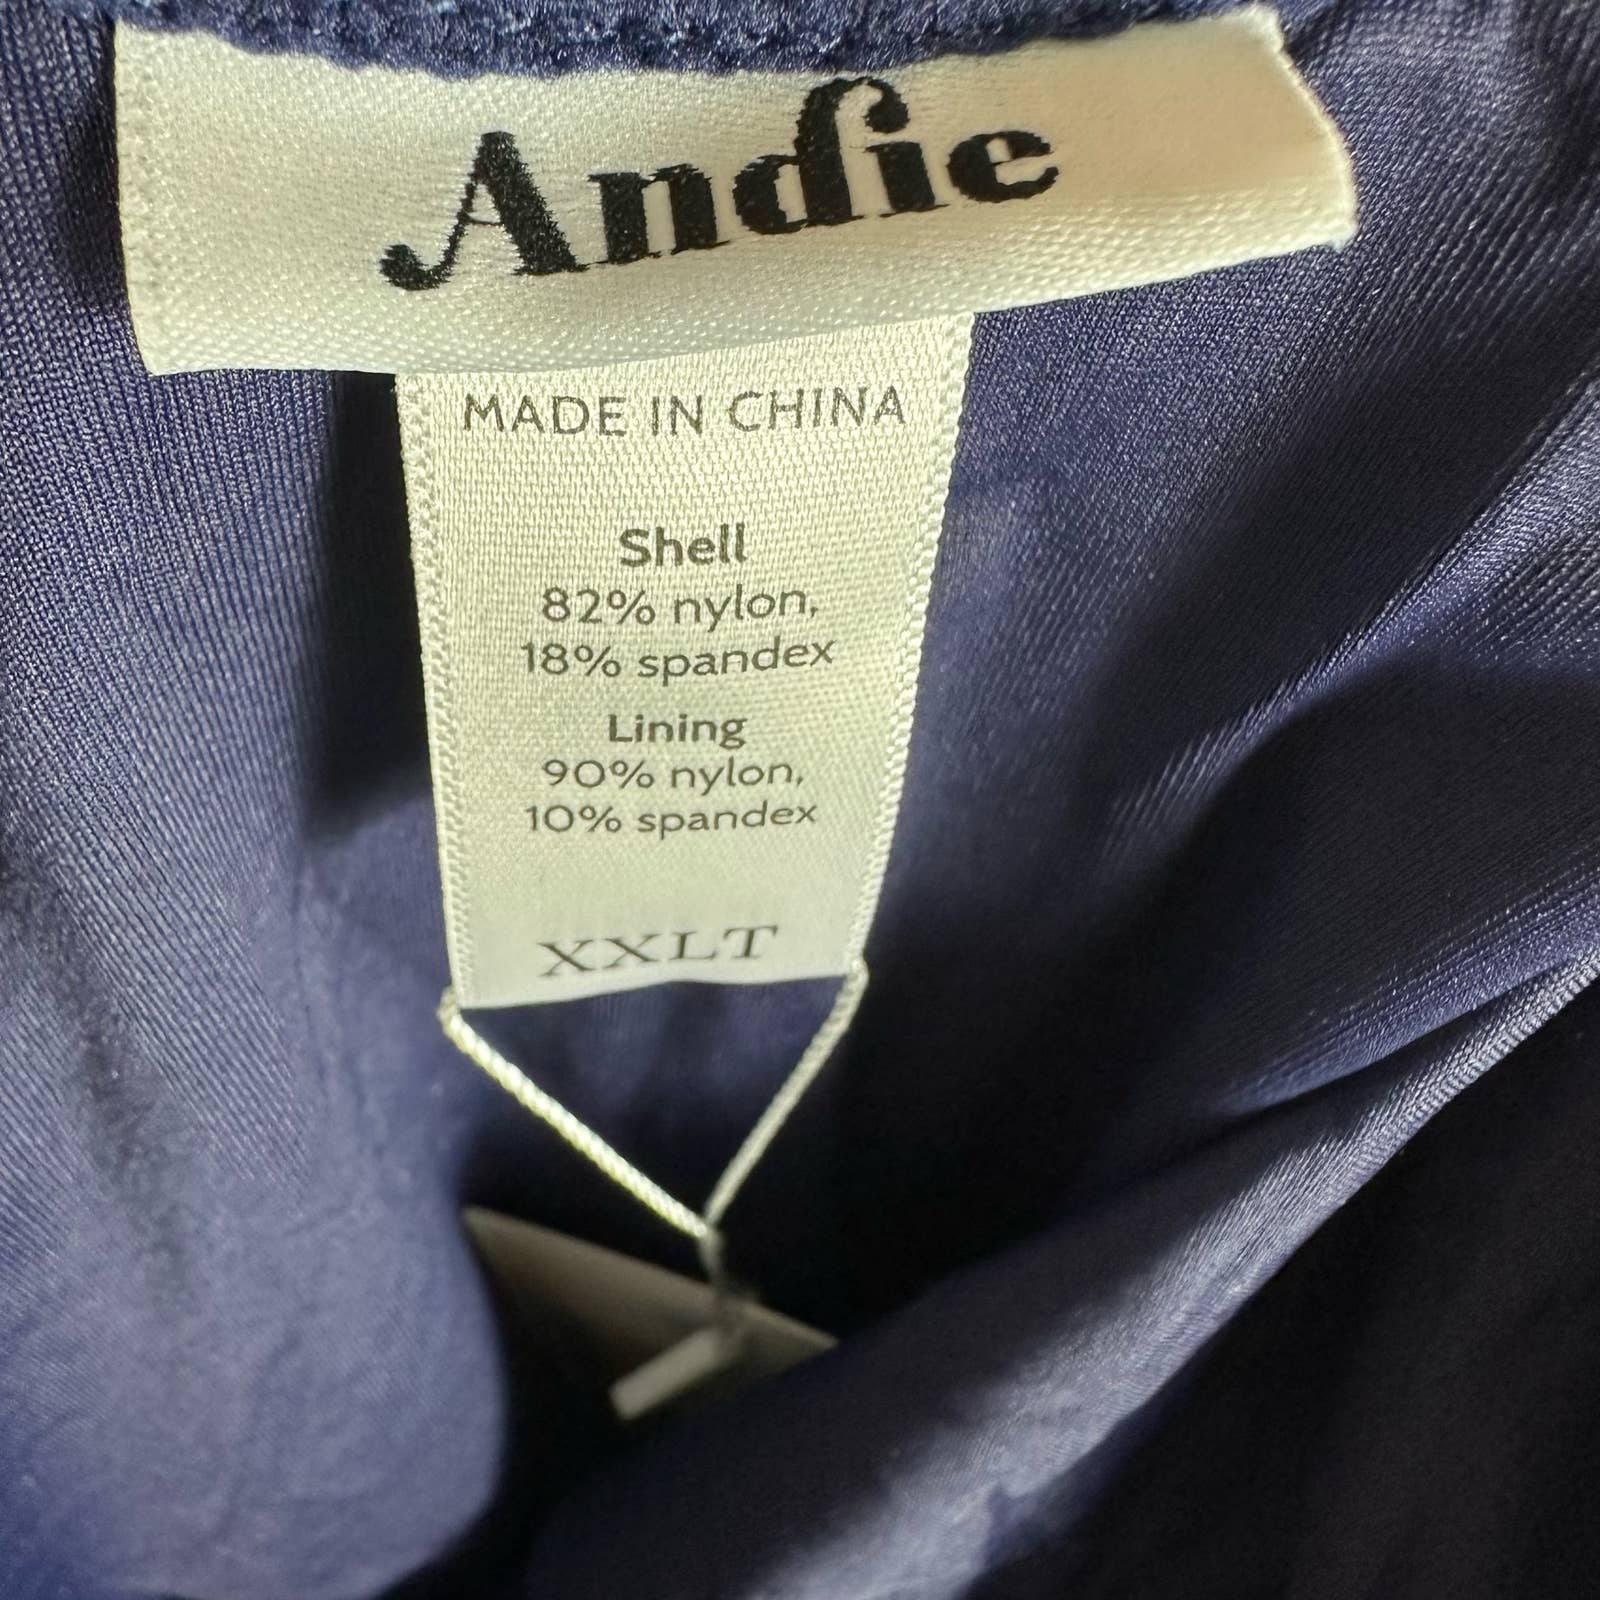 Andie
MADE IN CHINA
Shell
82% nylon,
18% spandex
Lining
90% nylon,
10% spandex
XXLT